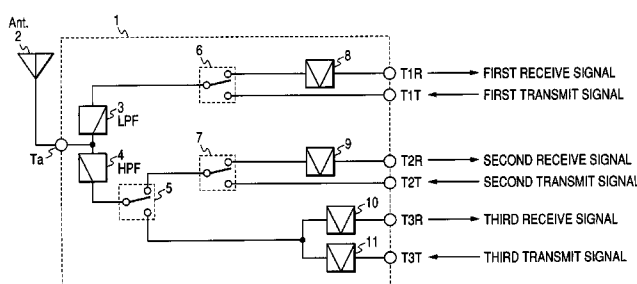 Ant.
2
1
6
8
T1R
FIRST RECEIVE SIGNAL
T1T
FIRST TRANSMIT SIGNAL
3
LPF
Ta
4
HPF
7
9
T2R
SECOND RECEIVE SIGNAL
T2T
SECOND TRANSMIT SIGNAL
5
10
T3R
THIRD RECEIVE SIGNAL
11
T3T
THIRD TRANSMIT SIGNAL